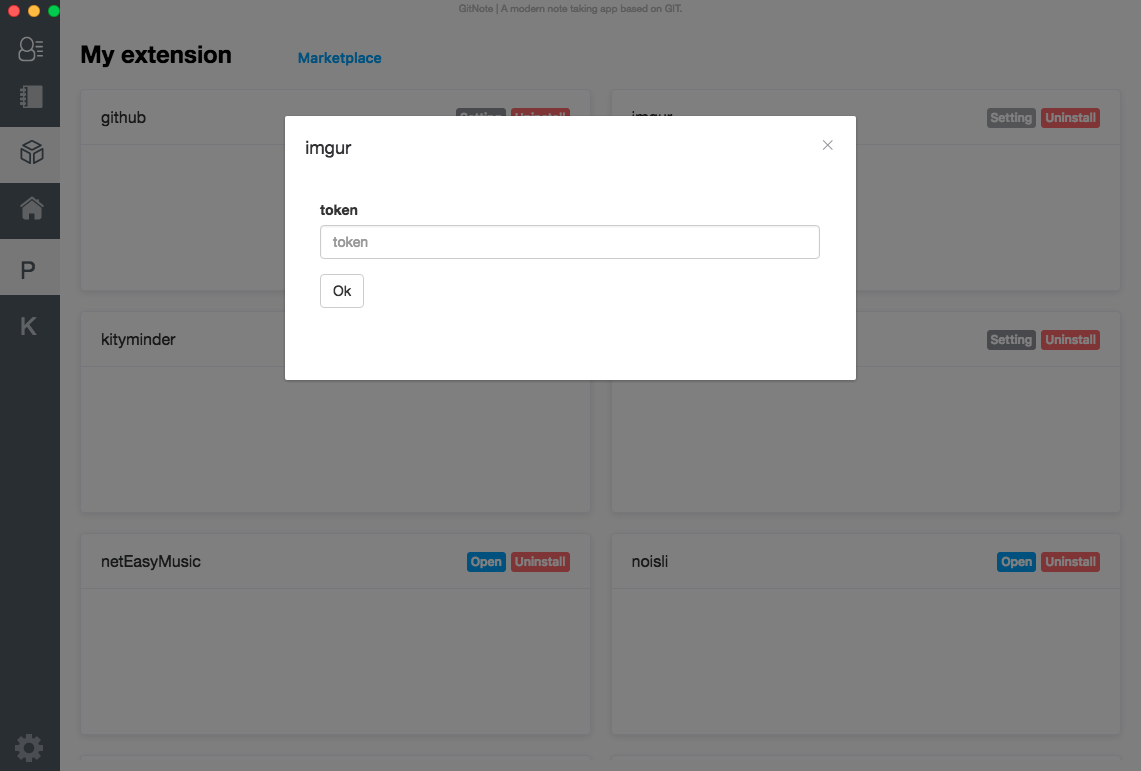 GitNote | A modern note taking app based on GIT.
My extension Marketplace
github Setting Uninstall
imgur Setting Uninstall
imgur
token
token
Ok
P
K
kityminder
Setting Uninstall
netEasyMusic Open Uninstall
noisli Open Uninstall